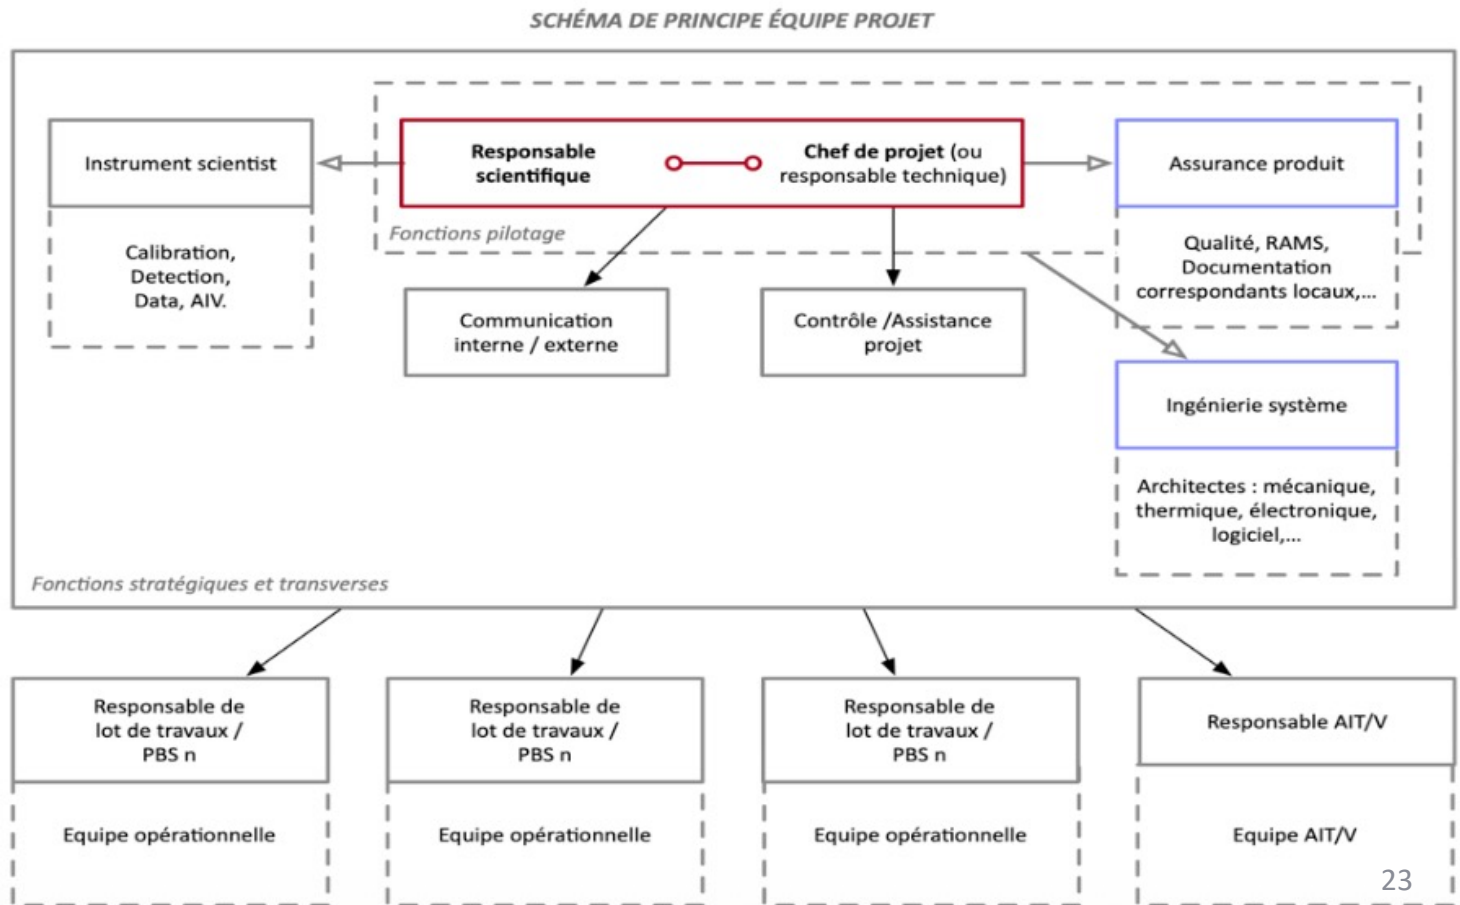 SCHÉMA DE PRINCIPE ÉQUIPE PROJET
Instrument scientist
Calibration,
Detection,
Data, AIV.
Responsable
scientifique
Chef de projet (ou
responsable technique)
Fonctions pilotage
Assurance produit
Qualité, RAMS,
Documentation
correspondants locaux,...
Communication
interne / externe
Contrôle /Assistance
projet
Ingénierie système
Architectes : mécanique,
thermique, électronique,
logiciel,...
Fonctions stratégiques et transverses
Responsable de
lot de travaux /
PBS n
Equipe opérationnelle
Responsable de
lot de travaux /
PBS n
Equipe opérationnelle
Responsable de
lot de travaux /
PBS n
Equipe opérationnelle
Responsable AIT/V
Equipe AIT/V
23